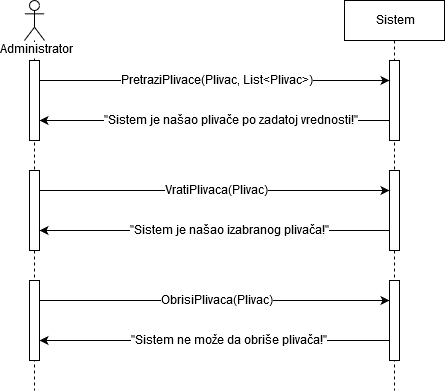 Administrator
Sistem
PretraziPlivace(Plivac, List<Plivac>)
"Sistem je našao plivače po zadatoj vrednosti!"
VratiPlivaca(Plivac)
"Sistem je našao izabranog plivača!"
ObrisiPlivaca(Plivac)
"Sistem ne može da obriše plivača!"